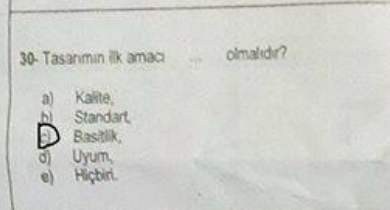 30- Tasarımın ilk amacı ... olmalıdır?
a) Kalite,
b) Standart,
c) Basitlik,
d) Uyum,
e) Hiçbiri.